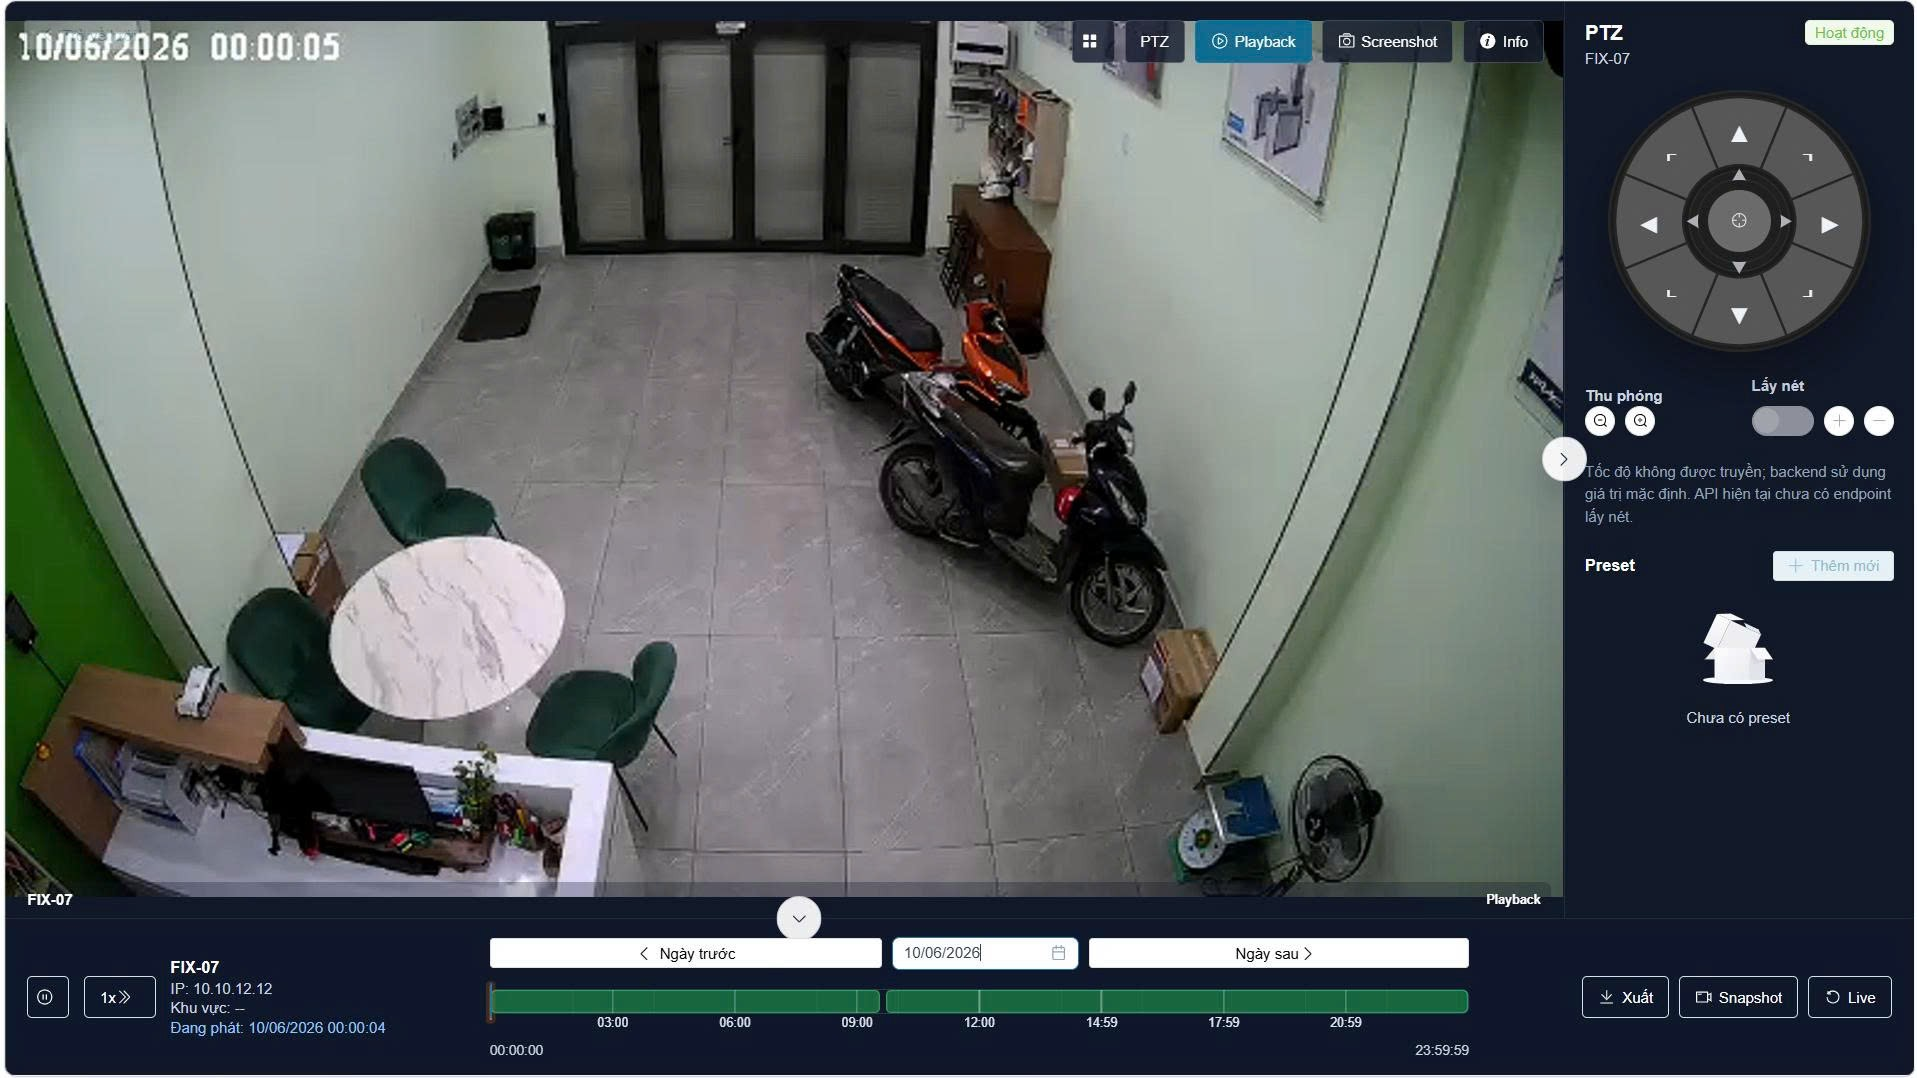 10/06/2026 00:00:05
PTZ
Playback
Screenshot
Info
PTZ
Hoạt động
FIX-07
Thu phóng
Lấy nét
Tốc độ không được truyền; backend sử dụng
giá trị mặc định. API hiện tại chưa có endpoint
lấy nét.
Preset
Thêm mới
Chưa có preset
FIX-07
Playback
Ngày trước
10/06/2026
Ngày sau
1x
FIX-07
IP: 10.10.12.12
Khu vực: --
Đang phát: 10/06/2026 00:00:04
03:00
06:00
09:00
12:00
14:59
17:59
20:59
00:00:00
23:59:59
Xuất
Snapshot
Live